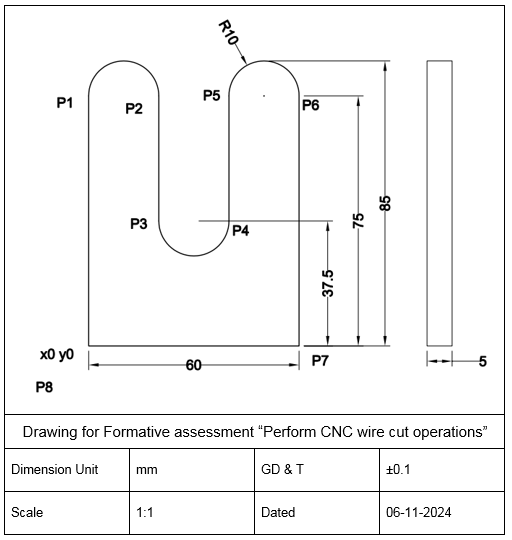 R10
P1
P2
P5
P6
P3
P4
37.5
75
85
x0 y0
60
P7
5
P8
Drawing for Formative assessment “Perform CNC wire cut operations”
Dimension Unit mm GD & T ±0.1
Scale 1:1 Dated 06-11-2024